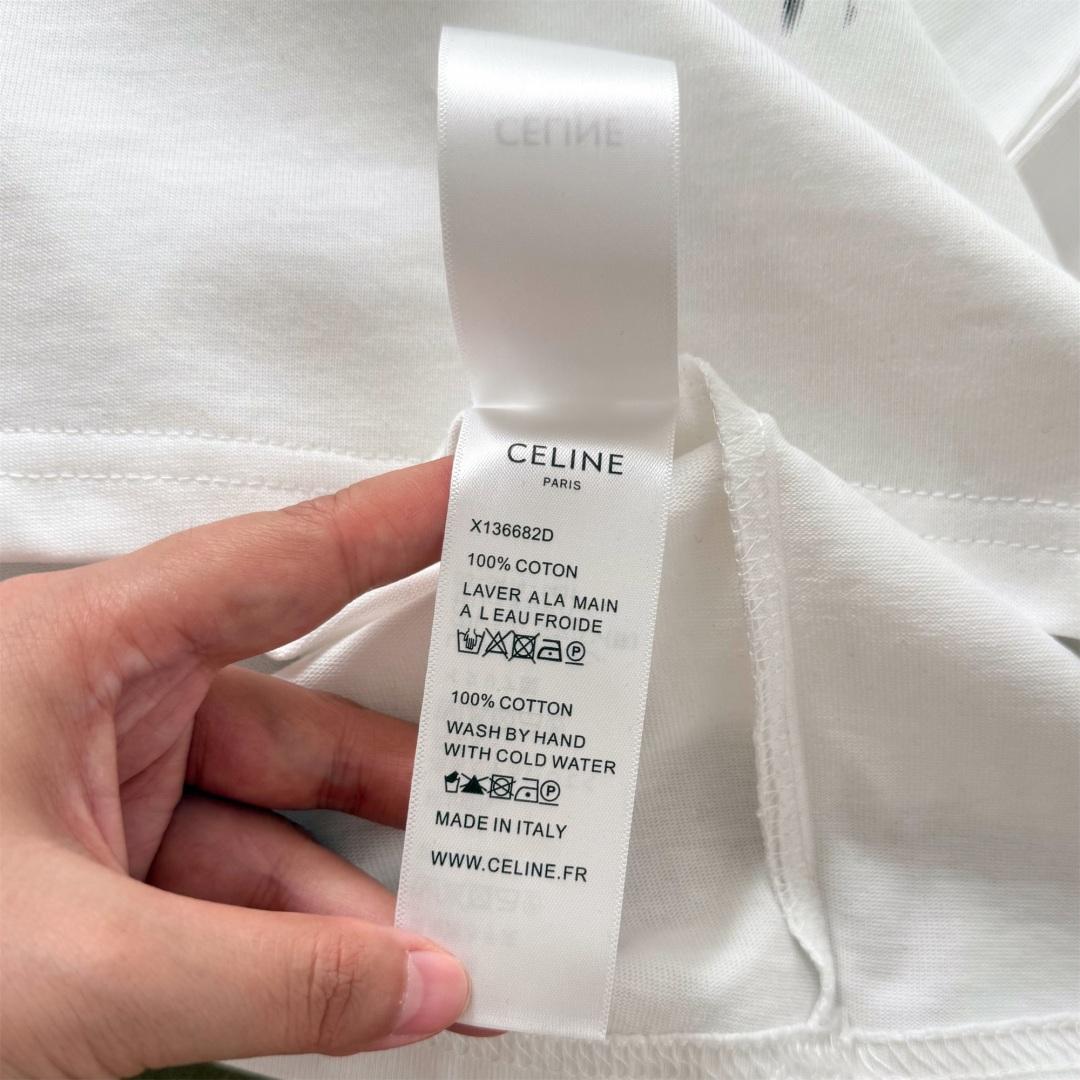 CELINE
CELINE
PARIS
X136682D
100% COTON
LAVER A LA MAIN
A L EAU FROIDE
P
100% COTTON
WASH BY HAND
WITH COLD WATER
P
MADE IN ITALY
WWW.CELINE.FR